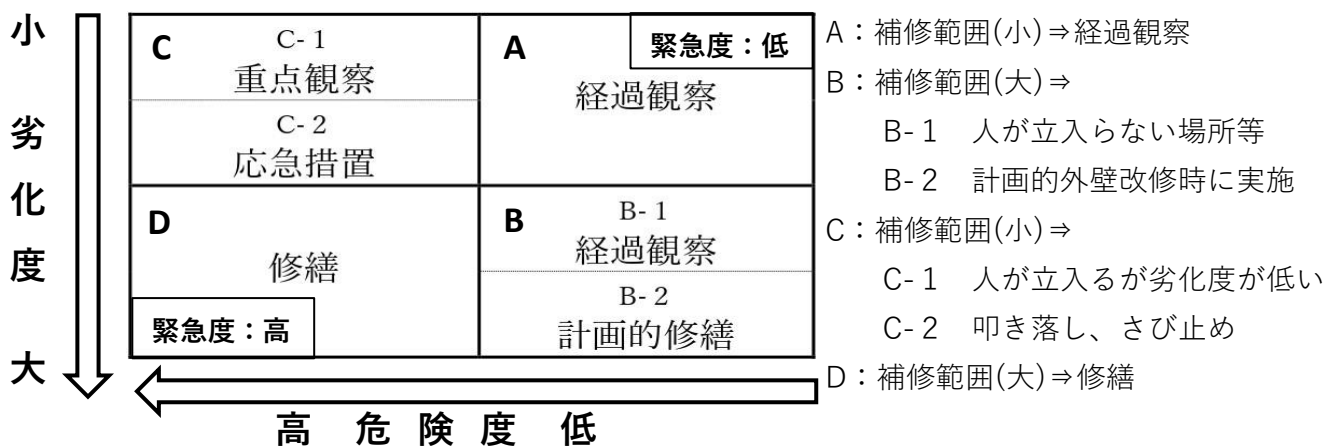 小 劣 化 度 大
C
C-1
重点観察
C-2
応急措置
A
緊急度：低
経過観察
D
修繕
緊急度：高
B
B-1
経過観察
B-2
計画的修繕
高 危 険 度 低
A：補修範囲(小)⇒経過観察
B：補修範囲(大)⇒
B-1 人が立入らない場所等
B-2 計画的外壁改修時に実施
C：補修範囲(小)⇒
C-1 人が立入るが劣化度が低い
C-2 叩き落し、さび止め
D：補修範囲(大)⇒修繕